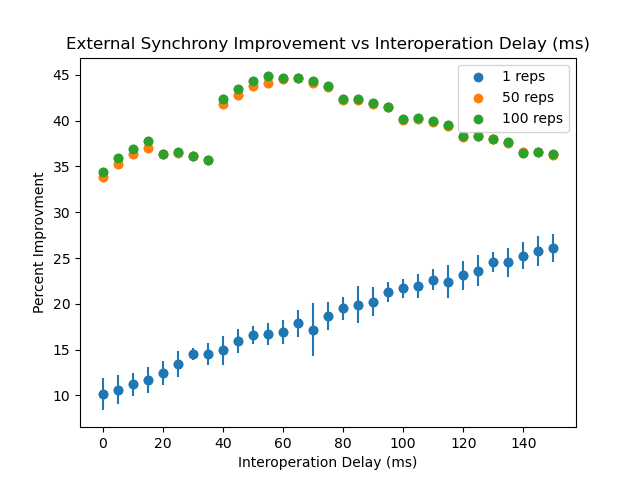 External Synchrony Improvement vs Interoperation Delay (ms)
1 reps
50 reps
100 reps
Percent Improvment
45
40
35
30
25
20
15
10
0 20 40 60 80 100 120 140
Interoperation Delay (ms)